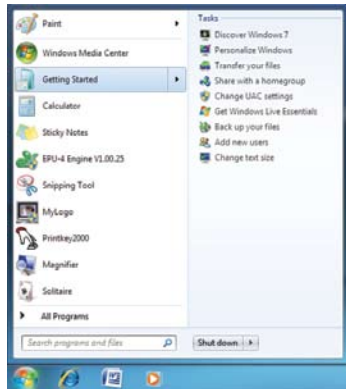 Paint
Windows Media Center
Getting Started
Calculator
Sticky Notes
EPU-4 Engine V1.00.25
Snipping Tool
MyLogo
Printkey2000
Magnifier
Solitaire
All Programs
Search programs and files
Tasks
Discover Windows 7
Personalize Windows
Transfer your files
Share with a homegroup
Change UAC settings
Get Windows Live Essentials
Back up your files
Add new users
Change text size
Shut down